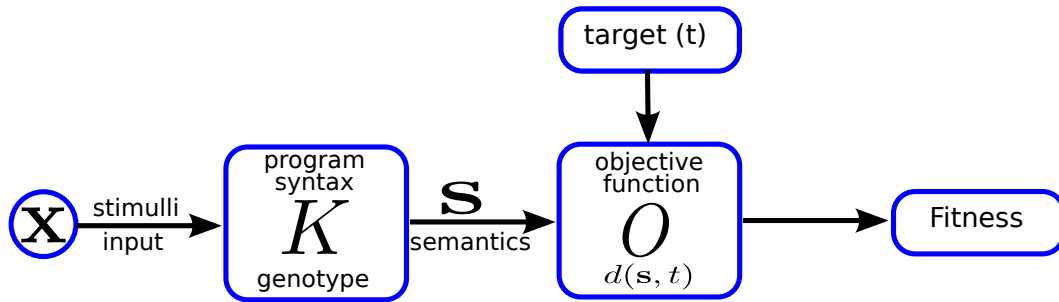 target (t)
x
stimulli
input
program
syntax
K
genotype
s
semantics
objective
function
O
d(s, t)
Fitness